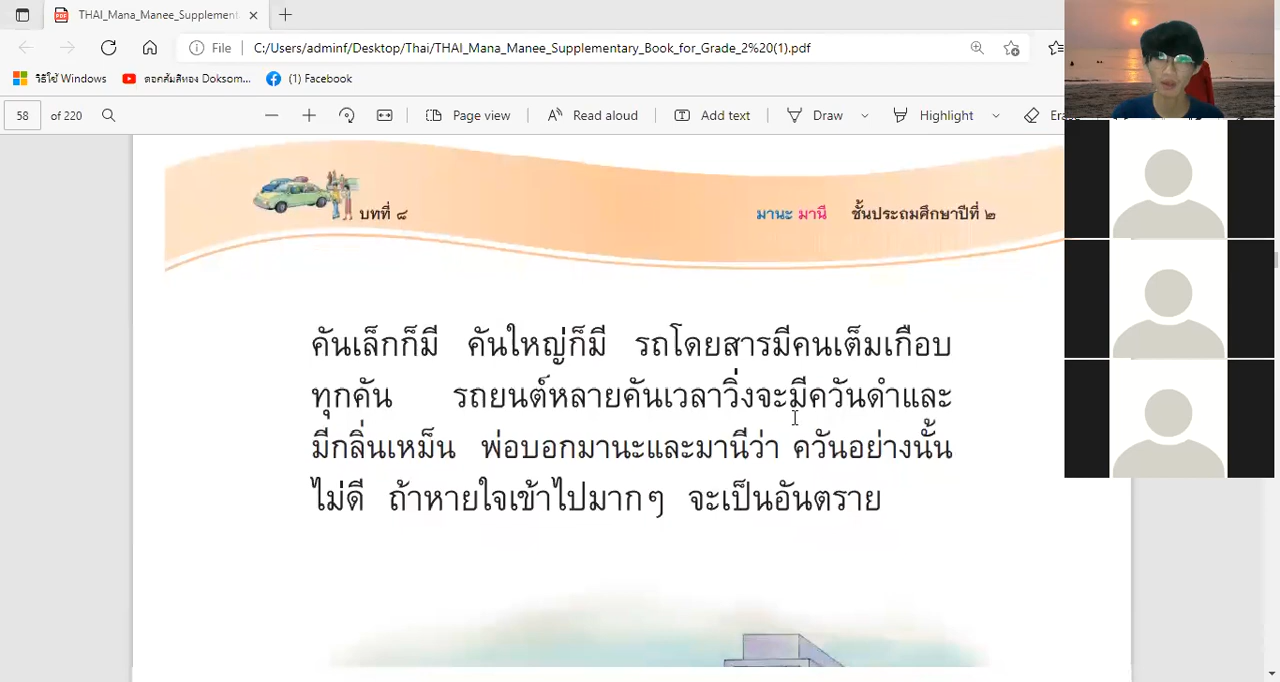 THAI_Mana_Manee_Supplement
File
C:/Users/adminf/Desktop/Thai/THAI_Mana_Manee_Supplementary_Book_for_Grade_2%20(1).pdf
วิธีใช้ Windows
ดอกส้มสีทอง Doksom...
(1) Facebook
58 of 220
Page view
Read aloud
Add text
Draw
Highlight
บทที่ ๘
มานะ มานี ชั้นประถมศึกษาปีที่ ๒
คันเล็กก็มี คันใหญ่ก็มี รถโดยสารมีคนเต็มเกือบ
ทุกคัน รถยนต์หลายคันเวลาวิ่งจะมีควันดำและ
มีกลิ่นเหม็น พ่อบอกมานะและมานีว่า ควันอย่างนั้น
ไม่ดี ถ้าหายใจเข้าไปมากๆ จะเป็นอันตราย